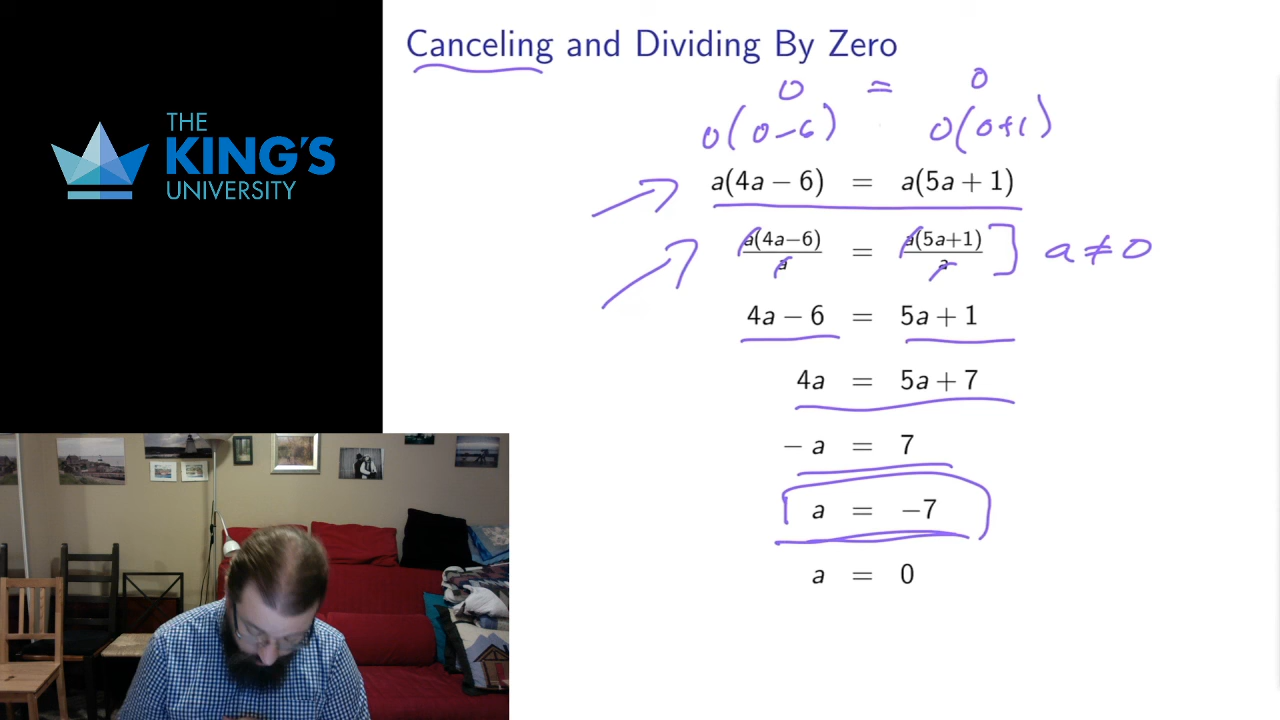 THE
KING'S
UNIVERSITY
Canceling and Dividing By Zero
0 = 0
0(0-6) 0(0+1)
a(4a − 6) = a(5a + 1)
a(4a−6)/a = a(5a+1)/a ] a ≠ 0
4a − 6 = 5a + 1
4a = 5a + 7
− a = 7
a = −7
a = 0